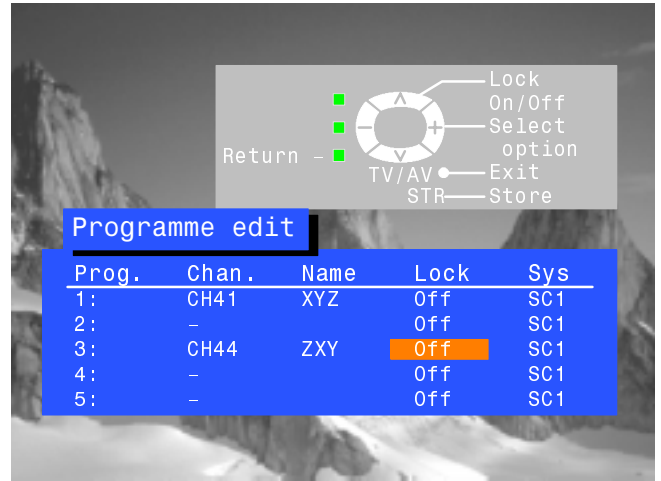 Lock
On/Off
Select
option
Return –
TV/AV Exit
STR Store
Programme edit
Prog. Chan. Name Lock Sys
1: CH41 XYZ Off SC1
2: – Off SC1
3: CH44 ZXY Off SC1
4: – Off SC1
5: – Off SC1